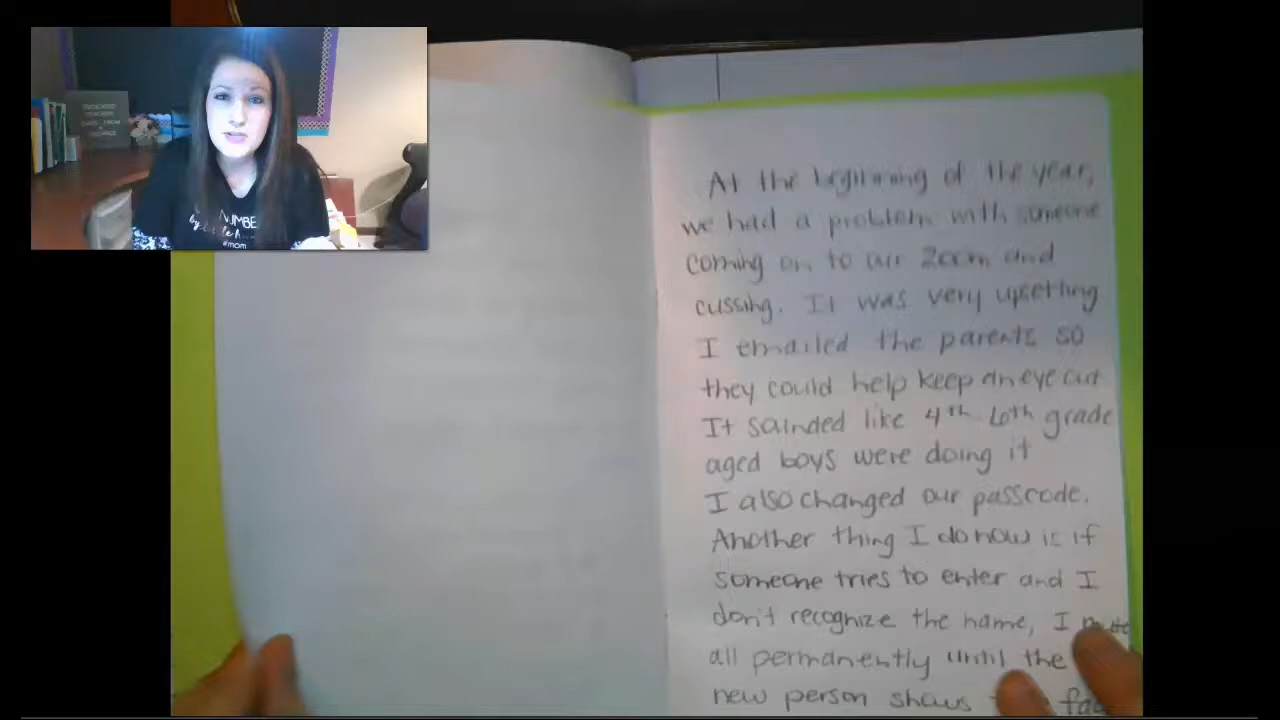 At the beginning of the year,
we had a problem with someone
coming on to our Zoom and
cussing. It was very upsetting
I emailed the parents so
they could help keep an eye out
It sounded like 4th 6th grade
aged boys were doing it
I also changed our passcode.
Another thing I do now is if
someone tries to enter and I
don't recognize the name, I
all permanently until the
new person shows
#mom